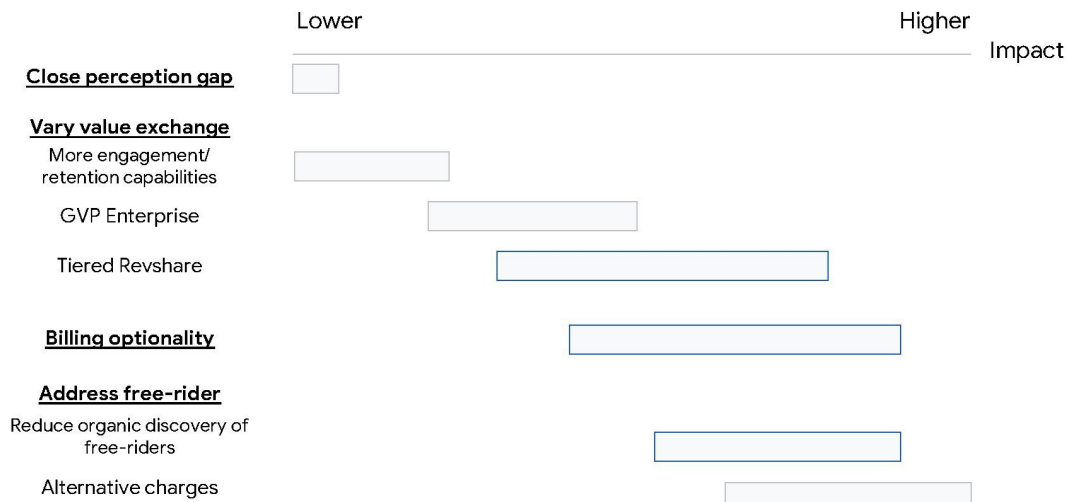 Lower
Higher
Impact
Close perception gap
Vary value exchange
More engagement/
retention capabilities
GVP Enterprise
Tiered Revshare
Billing optionality
Address free-rider
Reduce organic discovery of
free-riders
Alternative charges